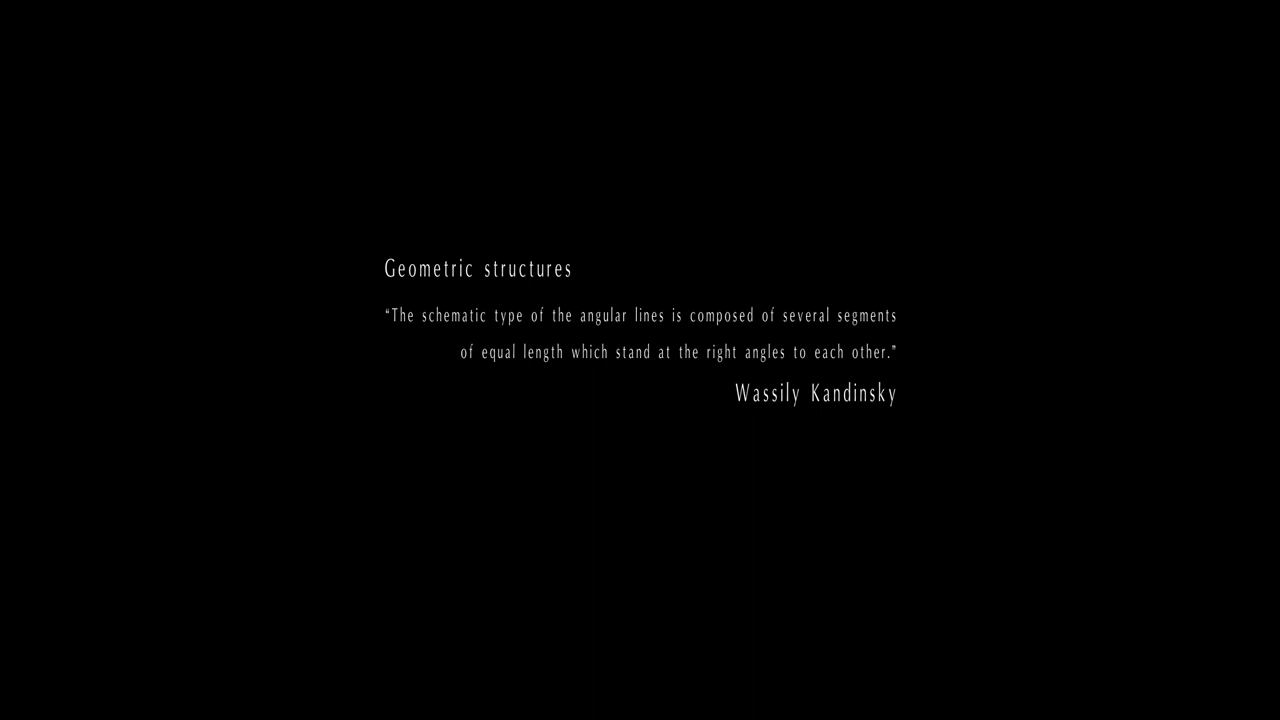 Geometric structures
“The schematic type of the angular lines is composed of several segments
of equal length which stand at the right angles to each other.”
Wassily Kandinsky